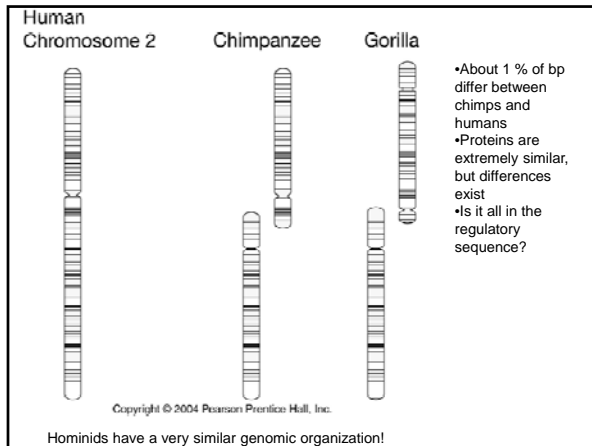 Human
Chromosome 2
Chimpanzee
Gorilla
•About 1 % of bp
differ between
chimps and
humans
•Proteins are
extremely similar,
but differences
exist
•Is it all in the
regulatory
sequence?
Copyright © 2004 Pearson Prentice Hall, Inc.
Hominids have a very similar genomic organization!